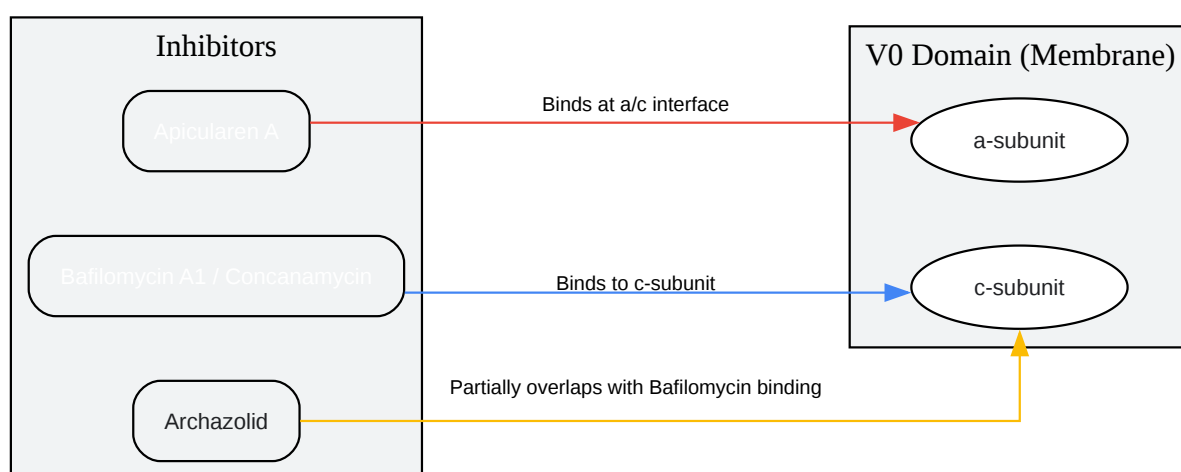 Inhibitors
V0 Domain (Membrane)
Apicularen A
Binds at a/c interface
a-subunit
Bafilomycin A1 / Concanamycin
Binds to c-subunit
c-subunit
Archazolid
Partially overlaps with Bafilomycin binding